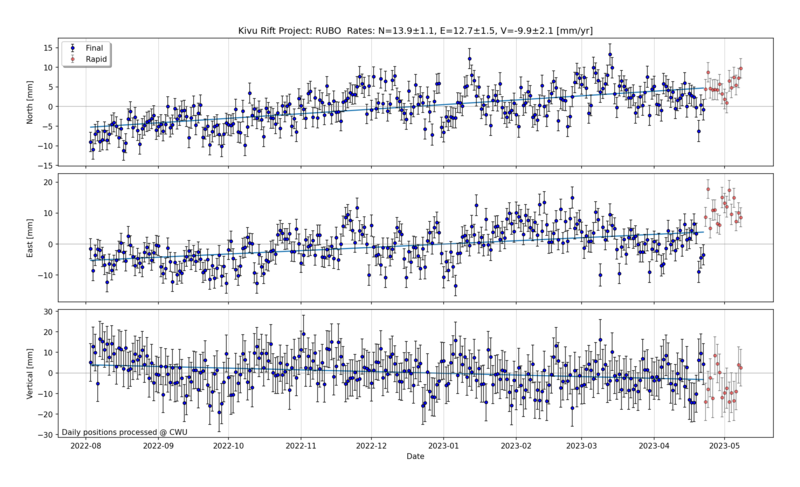 Kivu Rift Project: RUBO  Rates: N=13.9±1.1, E=12.7±1.5, V=-9.9±2.1 [mm/yr]
Final
Rapid
15
10
5
0
−5
−10
−15
North [mm]
20
10
0
−10
East [mm]
30
20
10
0
−10
−20
−30
Vertical [mm]
Daily positions processed @ CWU
2022-08 2022-09 2022-10 2022-11 2022-12 2023-01 2023-02 2023-03 2023-04 2023-05
Date